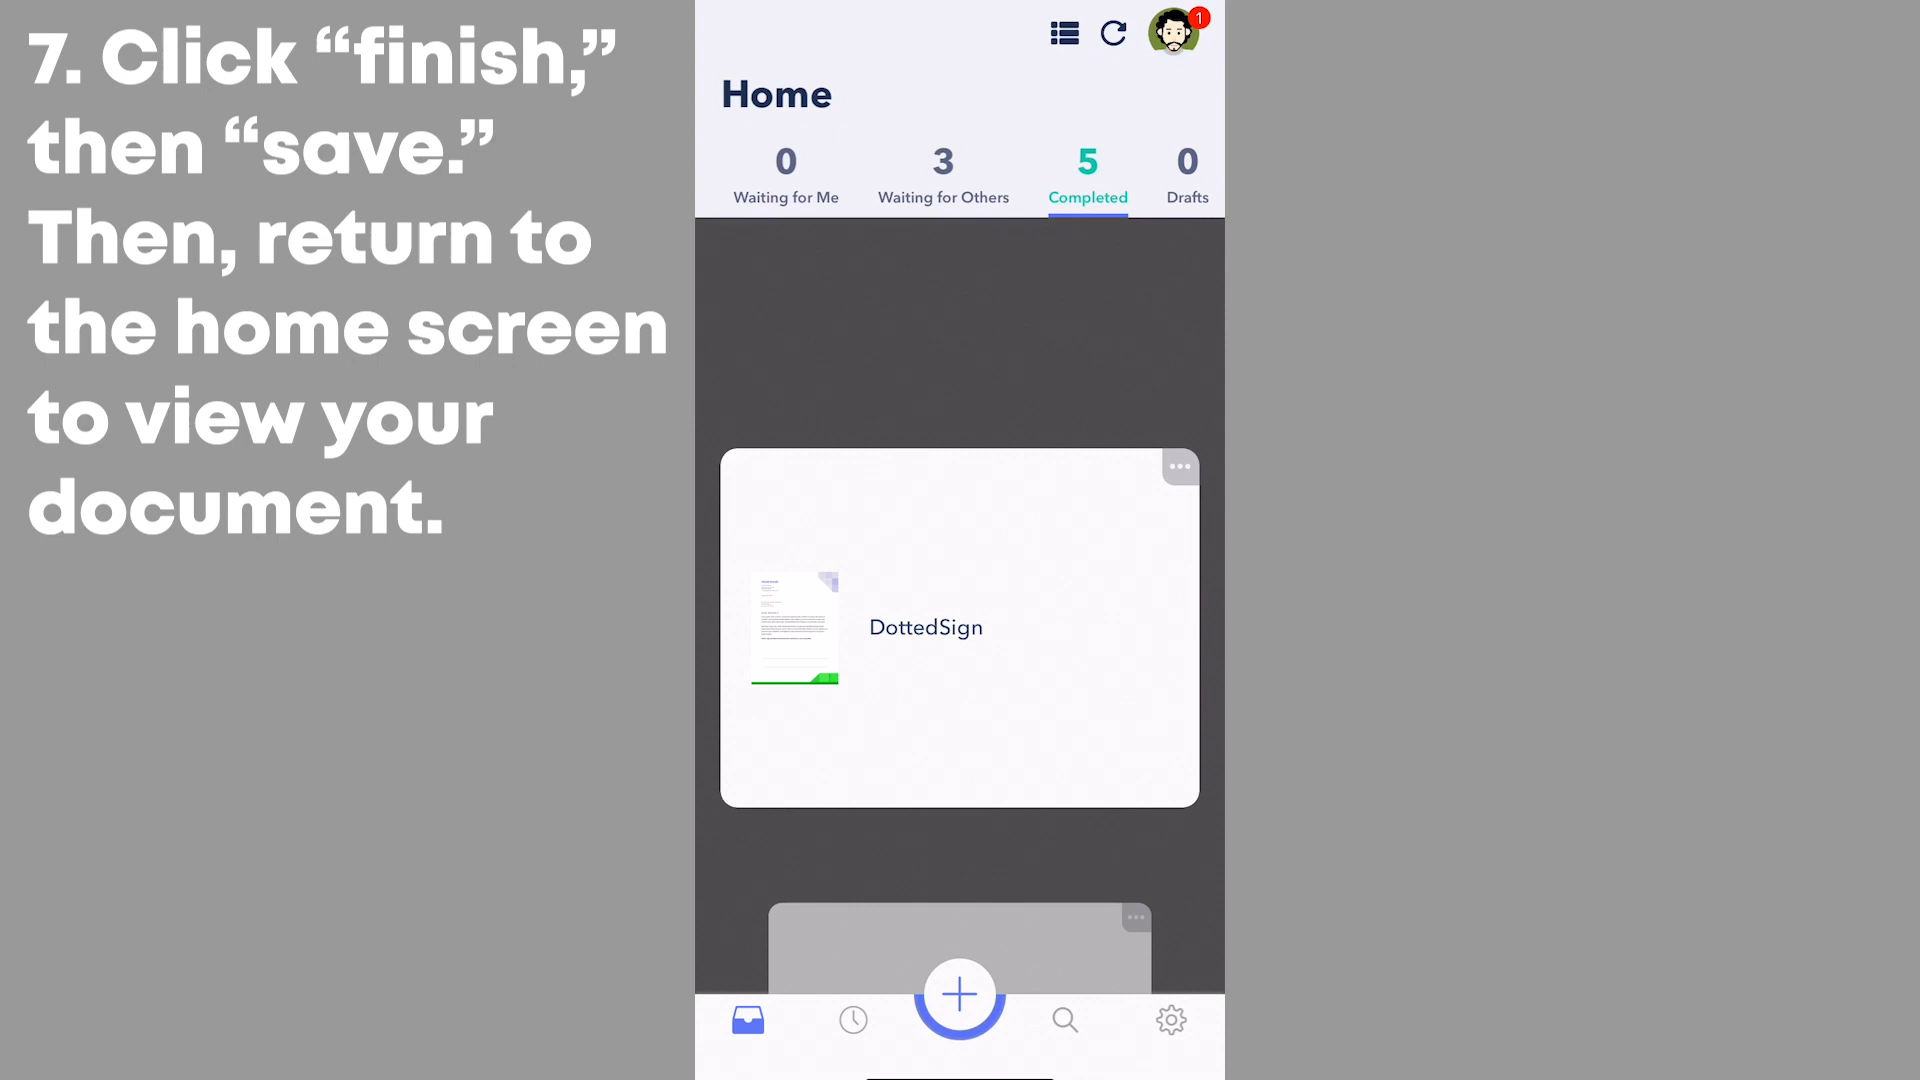 7. Click “finish,”
then “save.”
Then, return to
the home screen
to view your
document.
1
Home
0
3
5
0
Waiting for Me
Waiting for Others
Completed
Drafts
DottedSign